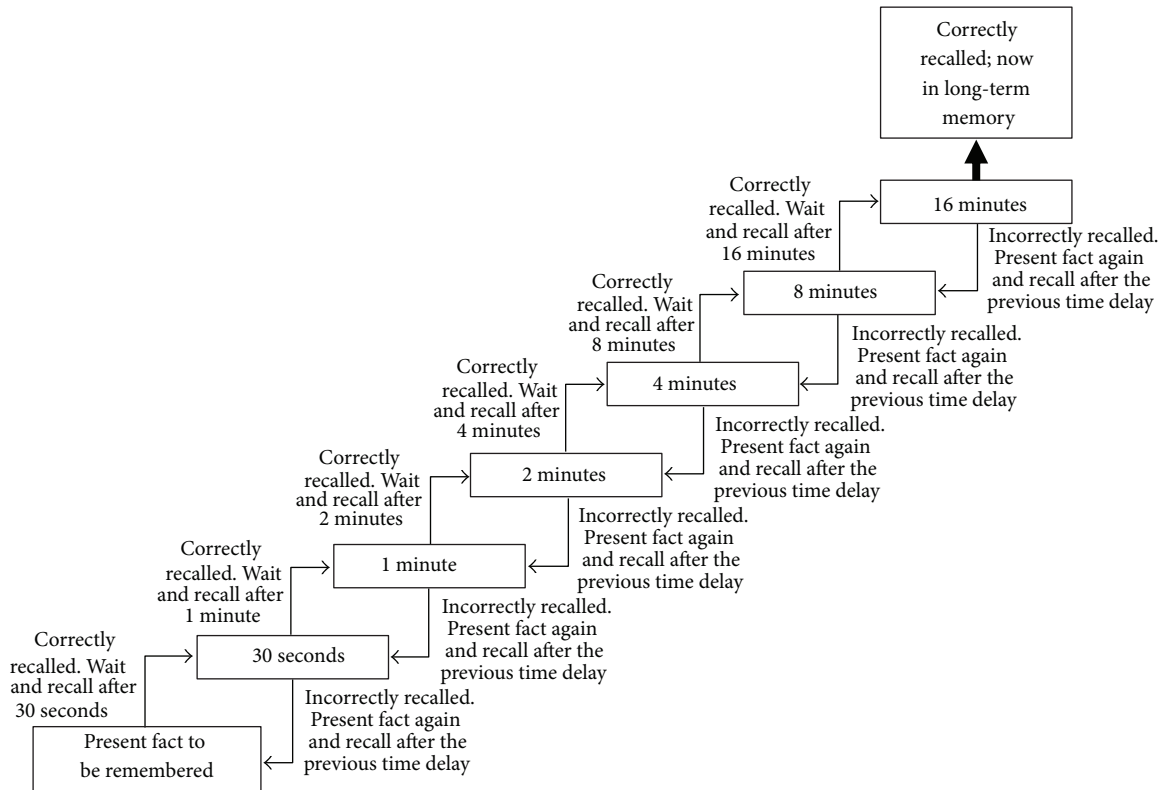 Correctly
recalled; now
in long-term
memory
Correctly
recalled. Wait
and recall after
16 minutes
16 minutes
Incorrectly recalled.
Present fact again
and recall after the
previous time delay
Correctly
recalled. Wait
and recall after
8 minutes
8 minutes
Incorrectly recalled.
Present fact again
and recall after the
previous time delay
Correctly
recalled. Wait
and recall after
4 minutes
4 minutes
Incorrectly recalled.
Present fact again
and recall after the
previous time delay
Correctly
recalled. Wait
and recall after
2 minutes
2 minutes
Incorrectly recalled.
Present fact again
and recall after the
previous time delay
Correctly
recalled. Wait
and recall after
1 minute
1 minute
Incorrectly recalled.
Present fact again
and recall after the
previous time delay
Correctly
recalled. Wait
and recall after
30 seconds
30 seconds
Incorrectly recalled.
Present fact again
and recall after the
previous time delay
Present fact to
be remembered